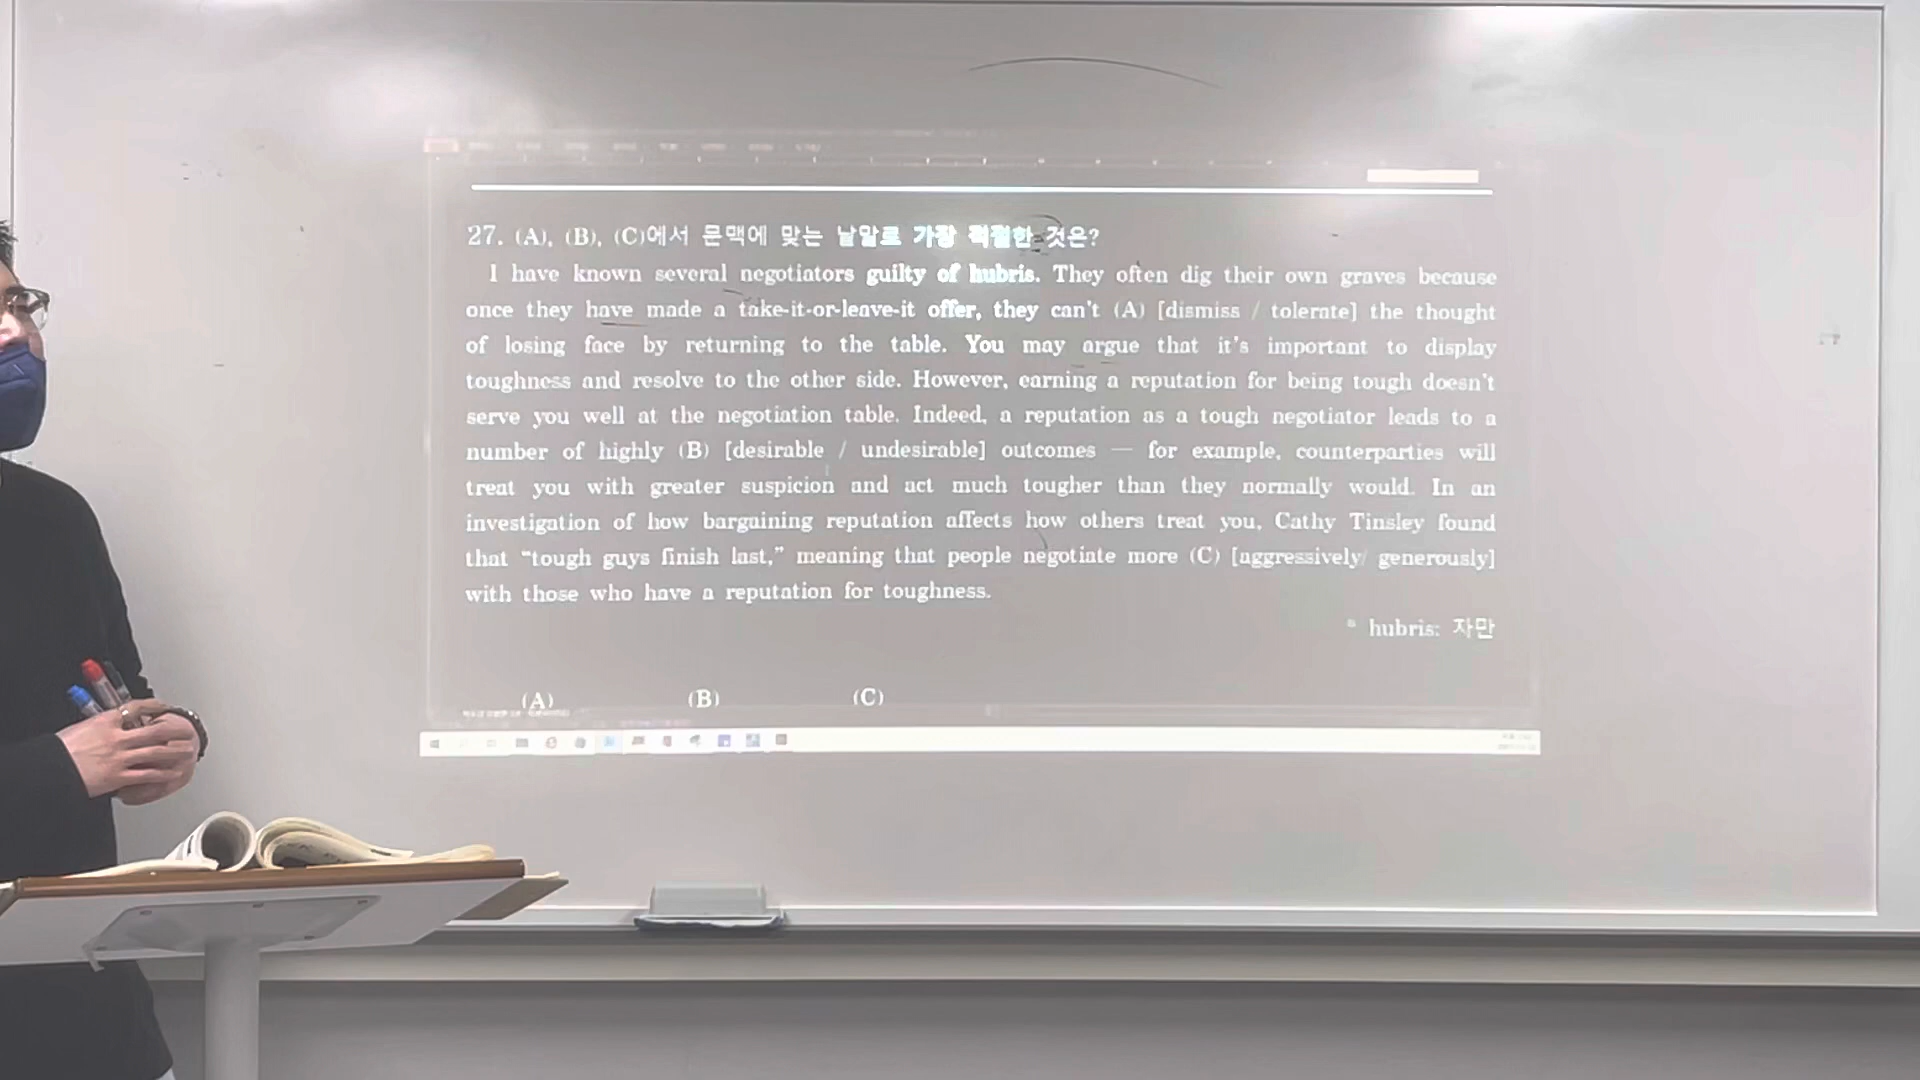 27. (A), (B), (C)에서 문맥에 맞는 낱말로 가장 적절한 것은?
I have known several negotiators guilty of hubris. They often dig their own graves because
once they have made a take-it-or-leave-it offer, they can't (A) [dismiss / tolerate] the thought
of losing face by returning to the table. You may argue that it's important to display
toughness and resolve to the other side. However, earning a reputation for being tough doesn't
serve you well at the negotiation table. Indeed, a reputation as a tough negotiator leads to a
number of highly (B) [desirable / undesirable] outcomes — for example, counterparties will
treat you with greater suspicion and act much tougher than they normally would. In an
investigation of how bargaining reputation affects how others treat you, Cathy Tinsley found
that “tough guys finish last,” meaning that people negotiate more (C) [aggressively/ generously]
with those who have a reputation for toughness.
* hubris: 자만
(A) (B) (C)